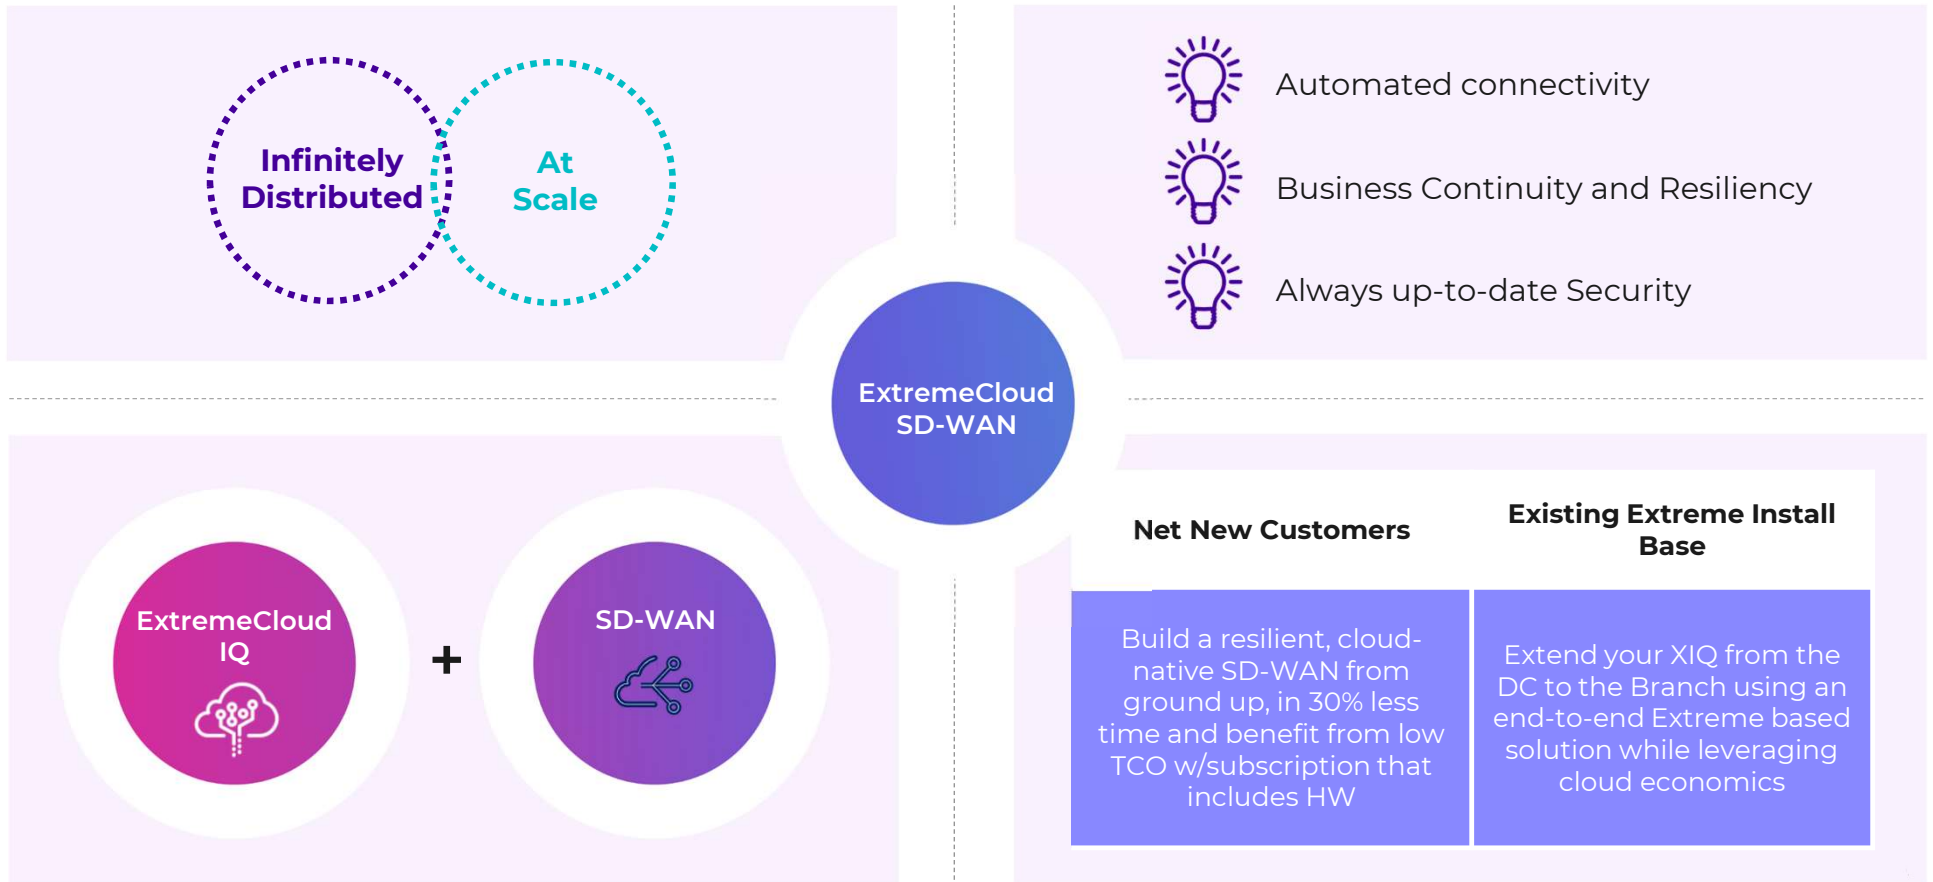 Infinitely
Distributed
At
Scale
Automated connectivity
Business Continuity and Resiliency
Always up-to-date Security
ExtremeCloud
SD-WAN
ExtremeCloud
IQ
+
SD-WAN
Net New Customers
Existing Extreme Install
Base
Build a resilient, cloud-
native SD-WAN from
ground up, in 30% less
time and benefit from low
TCO w/subscription that
includes HW
Extend your XIQ from the
DC to the Branch using an
end-to-end Extreme based
solution while leveraging
cloud economics